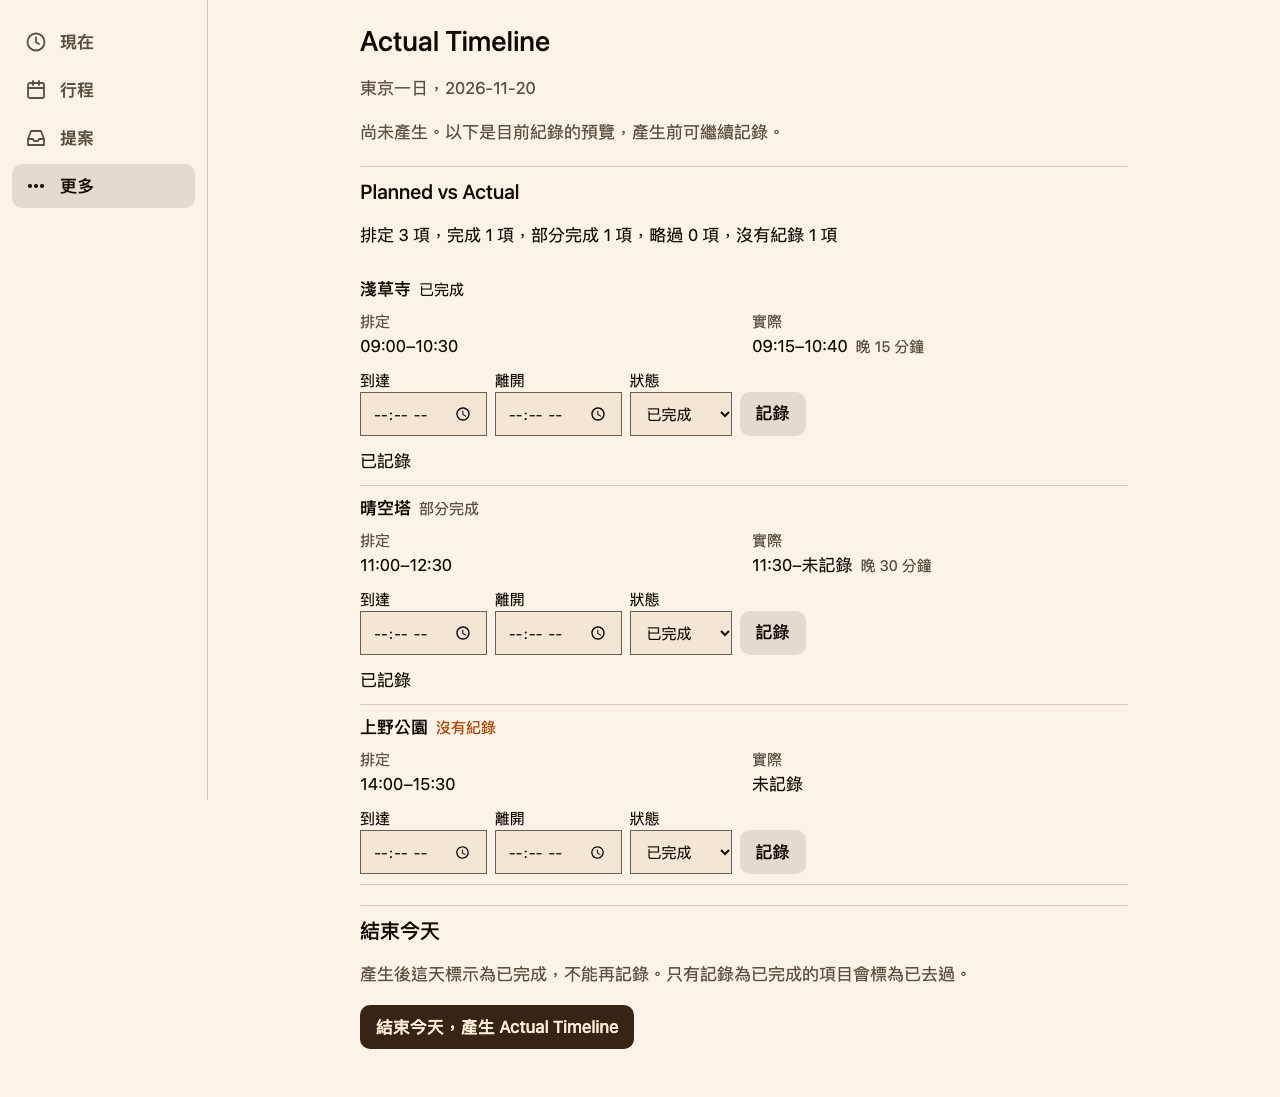 現在
行程
提案
更多
Actual Timeline
東京一日，2026-11-20
尚未產生。以下是目前紀錄的預覽，產生前可繼續記錄。
Planned vs Actual
排定 3 項，完成 1 項，部分完成 1 項，略過 0 項，沒有紀錄 1 項
淺草寺 已完成
排定 實際
09:00–10:30 09:15–10:40 晚 15 分鐘
到達 離開 狀態
--:-- -- --:-- -- 已完成 記錄
已記錄
晴空塔 部分完成
排定 實際
11:00–12:30 11:30–未記錄 晚 30 分鐘
到達 離開 狀態
--:-- -- --:-- -- 已完成 記錄
已記錄
上野公園 沒有紀錄
排定 實際
14:00–15:30 未記錄
到達 離開 狀態
--:-- -- --:-- -- 已完成 記錄
結束今天
產生後這天標示為已完成，不能再記錄。只有記錄為已完成的項目會標為已去過。
結束今天，產生 Actual Timeline